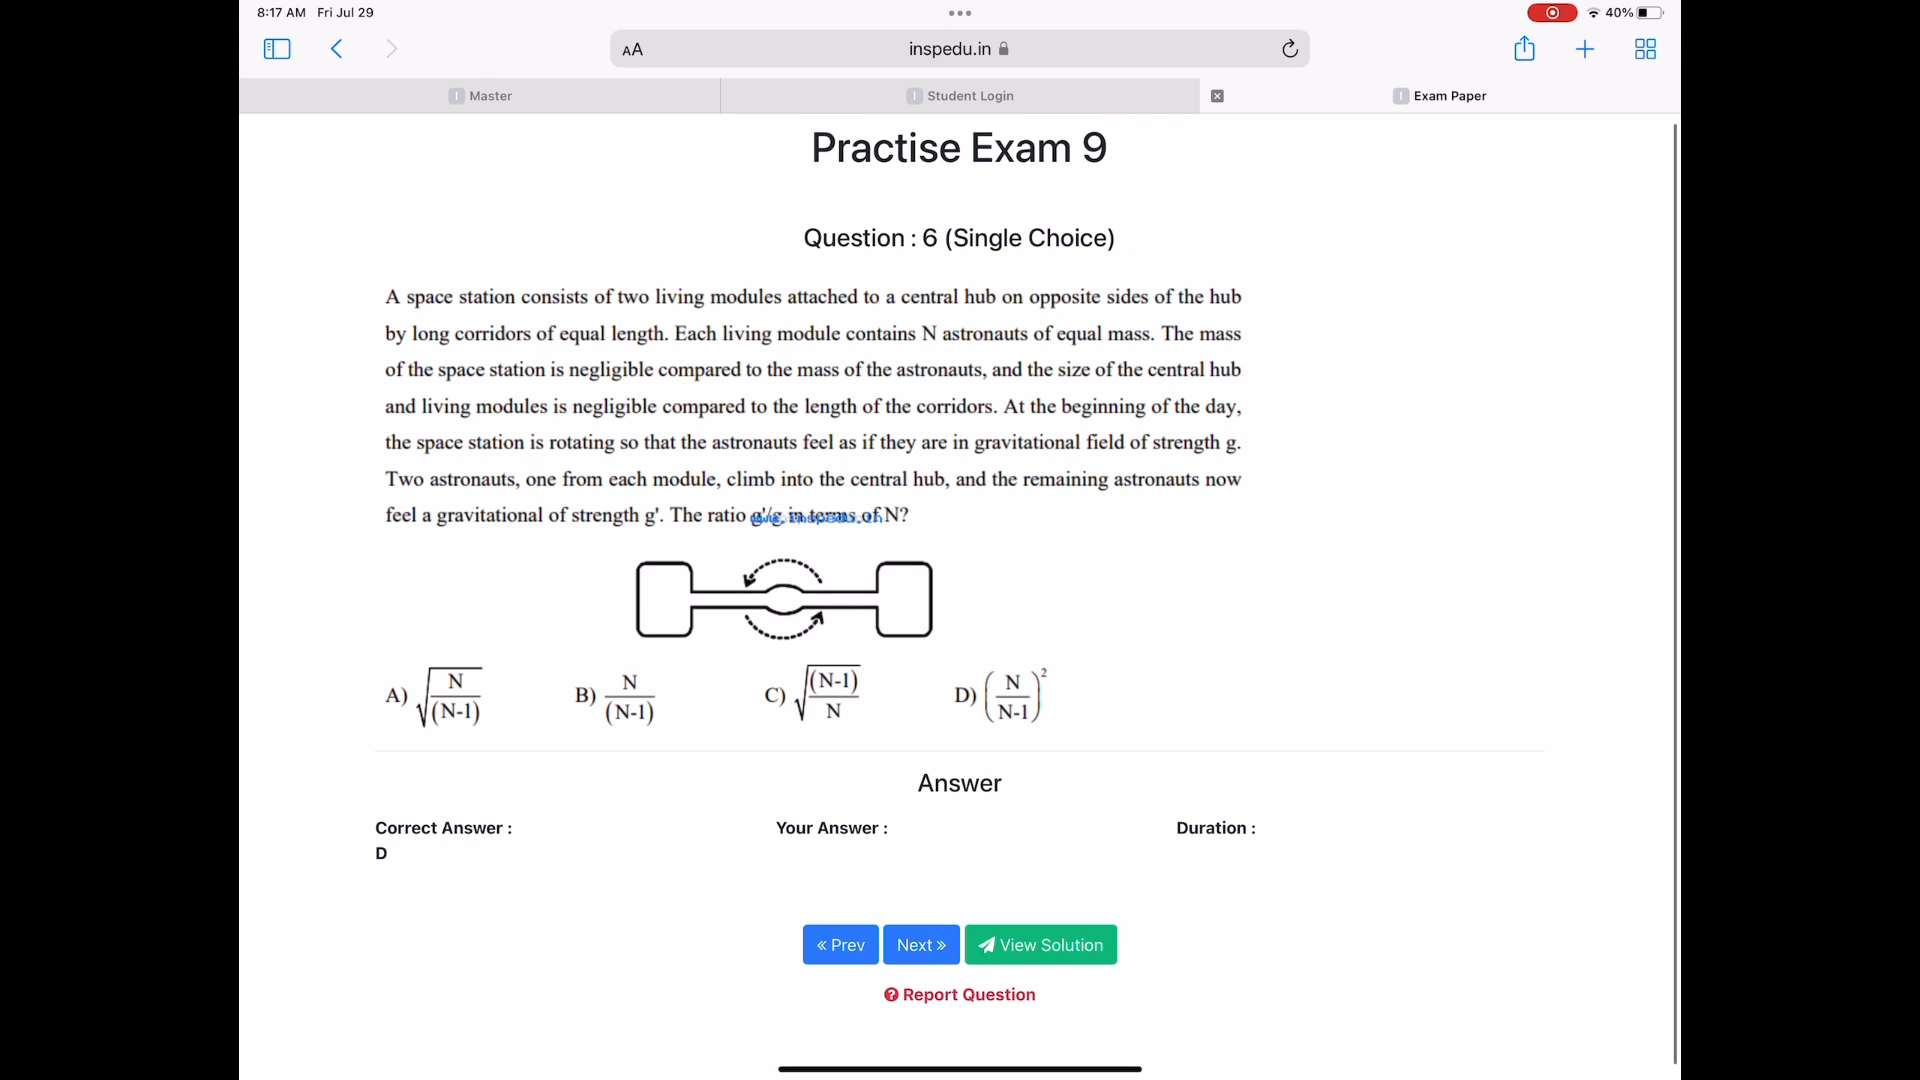 8:17 AM Fri Jul 29
40%
AA
inspedu.in
Master
Student Login
Exam Paper
Practise Exam 9
Question : 6 (Single Choice)
A space station consists of two living modules attached to a central hub on opposite sides of the hub
by long corridors of equal length. Each living module contains N astronauts of equal mass. The mass
of the space station is negligible compared to the mass of the astronauts, and the size of the central hub
and living modules is negligible compared to the length of the corridors. At the beginning of the day,
the space station is rotating so that the astronauts feel as if they are in gravitational field of strength g.
Two astronauts, one from each module, climb into the central hub, and the remaining astronauts now
feel a gravitational of strength g'. The ratio g'/g in terms of N?
www.inspedu.in
A) √(N/(N-1)) B) N/(N-1) C) √((N-1)/N) D) (N/N-1)²
Answer
Correct Answer : Your Answer : Duration :
D
« Prev Next » View Solution
Report Question